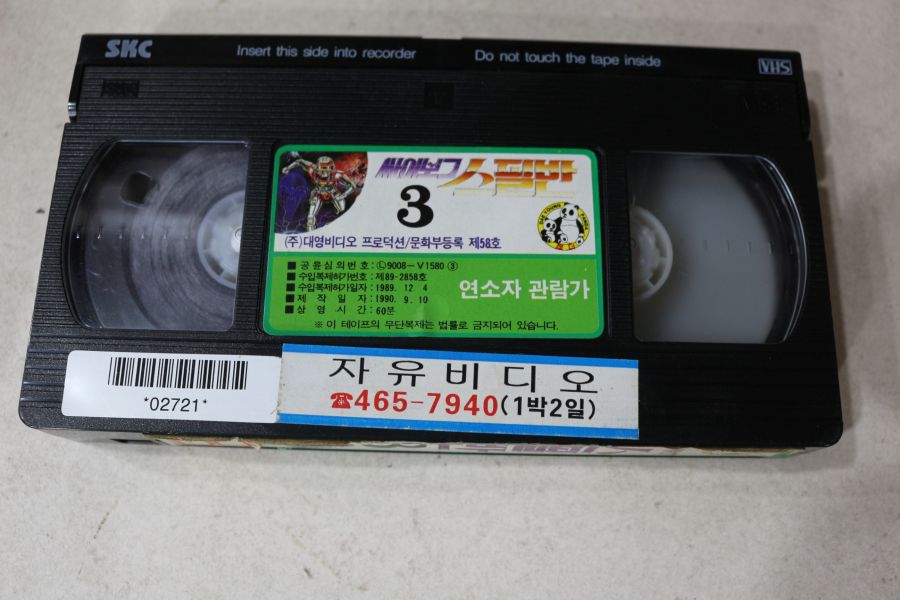 SKC Insert this side into recorder Do not touch the tape inside VHS
싸이보그 스필반
3
(주)대영비디오 프로덕션/문화부등록 제58호
■ 공윤심의번호 : Ⓛ9008-V1580 ③
■ 수입복제허가번호 : 제89-2858호
■ 수입복제허가일자 : 1989. 12. 4
■ 제작일자 : 1990. 9. 10
■ 상영시간 : 60분
연소자 관람가
※ 이 테이프의 무단복제는 법률로 금지되어 있습니다.
*02721*
자유비디오
☎465-7940(1박2일)